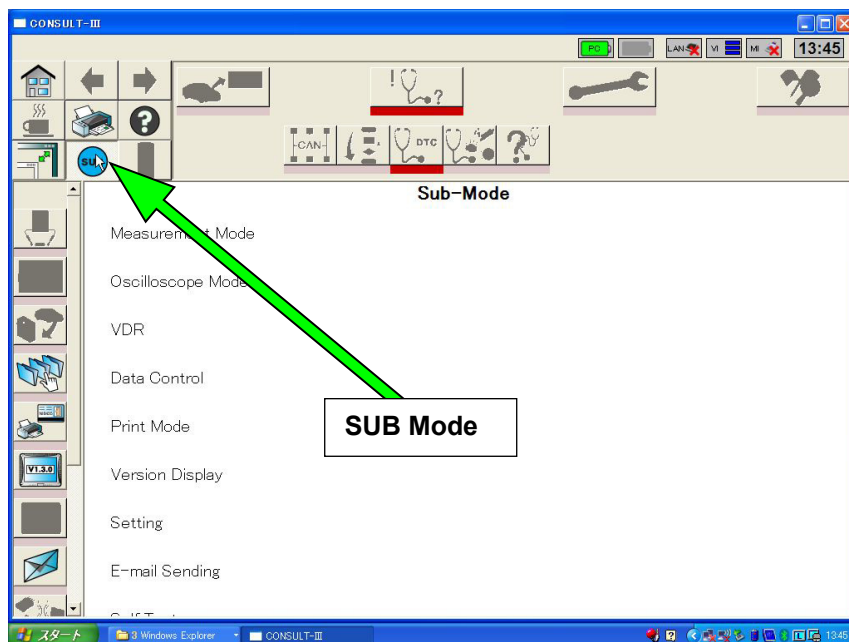 CONSULT-III
PC LAN VI MI 13:45
! ?
?
SUB
-CAN- DTC ?
Sub-Mode
Measurement Mode
Oscilloscope Mode
VDR
Data Control
Print Mode
SUB Mode
V1.3.0
Version Display
Setting
E-mail Sending
スタート 3 Windows Explorer CONSULT-III 13:45